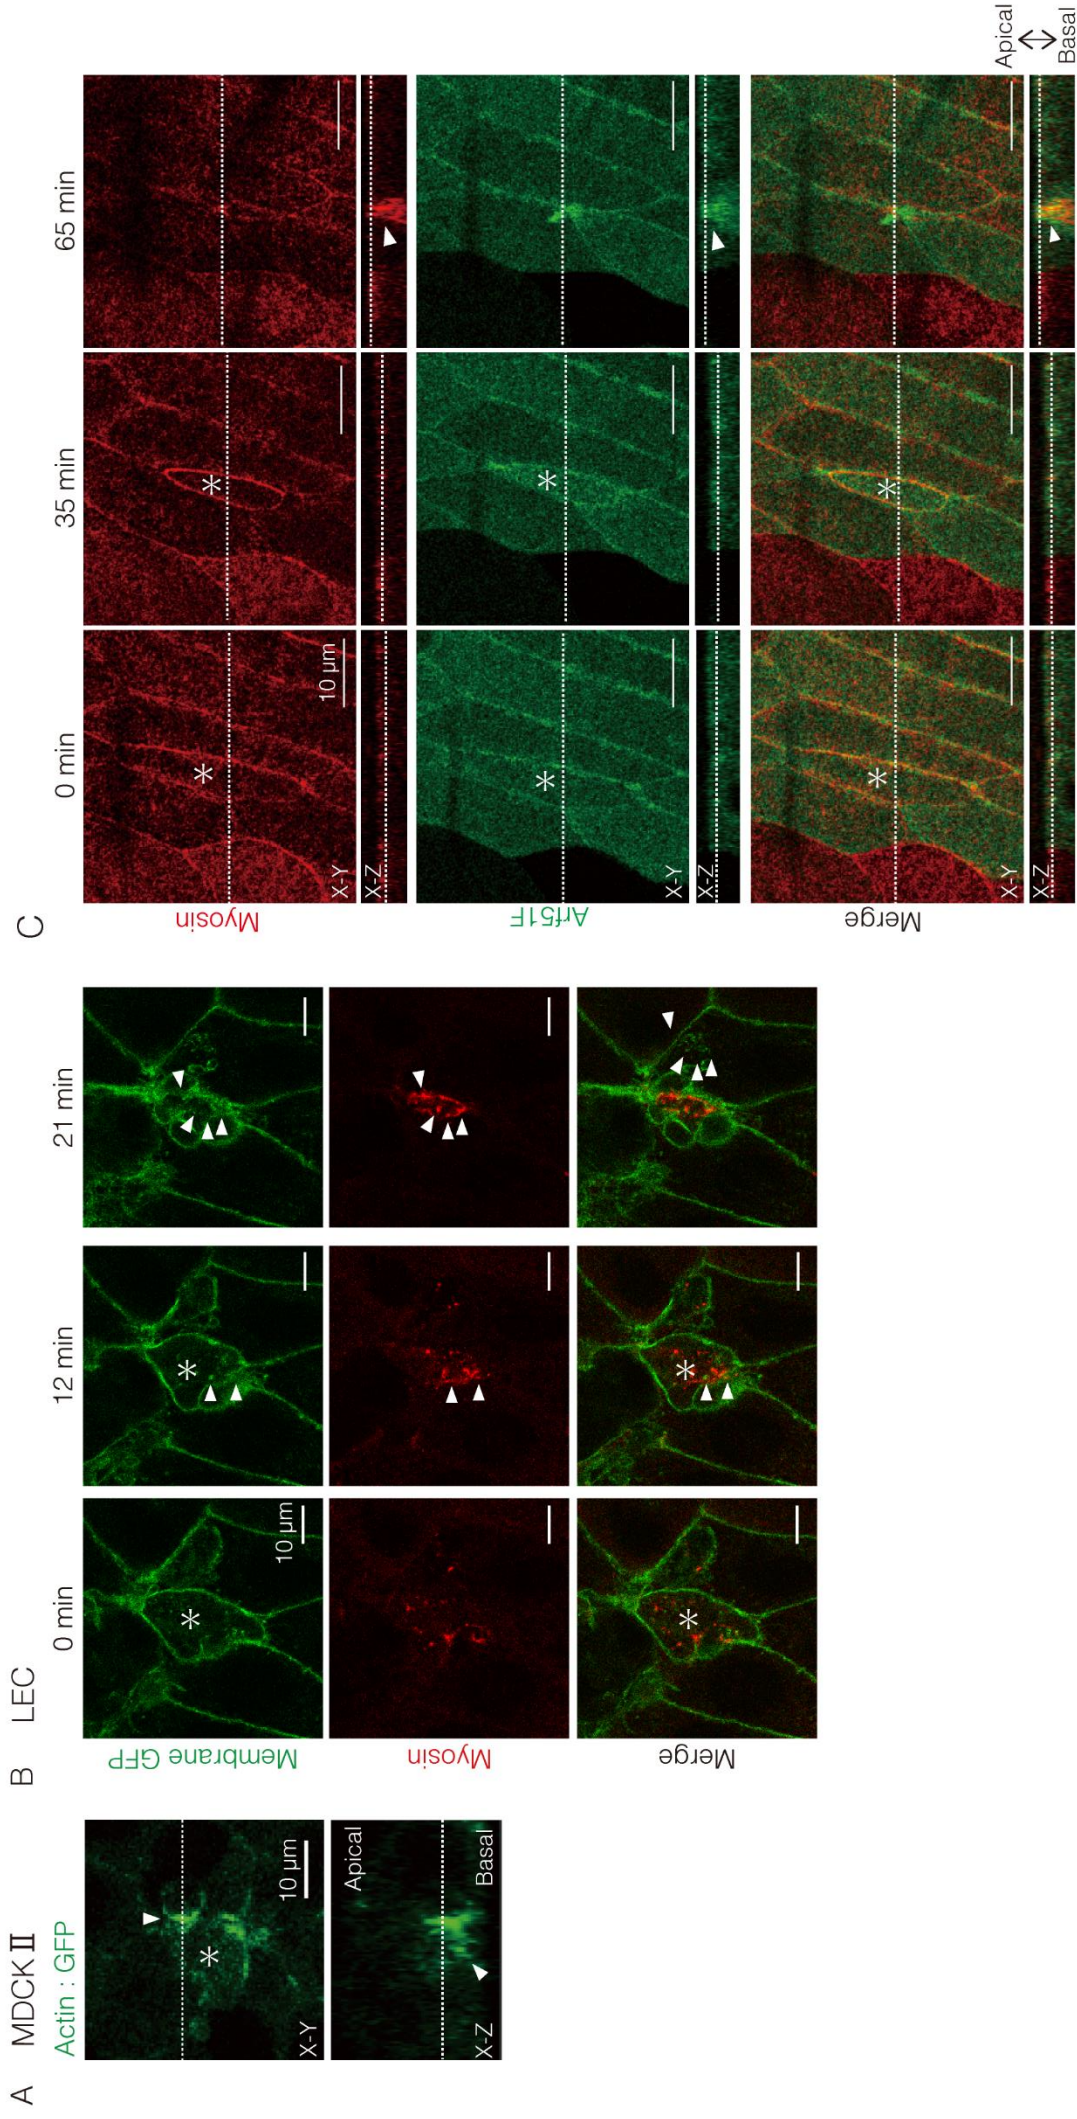 A
MDCK II
Actin : GFP
10 μm
X-Y
Apical
Basal
X-Z
B
LEC
0 min
12 min
21 min
Membrane GFP
10 μm
Myosin
Merge
C
0 min
35 min
65 min
Myosin
10 μm
X-Y
X-Z
Arf51F
X-Y
X-Z
Merge
X-Y
X-Z
Apical
Basal